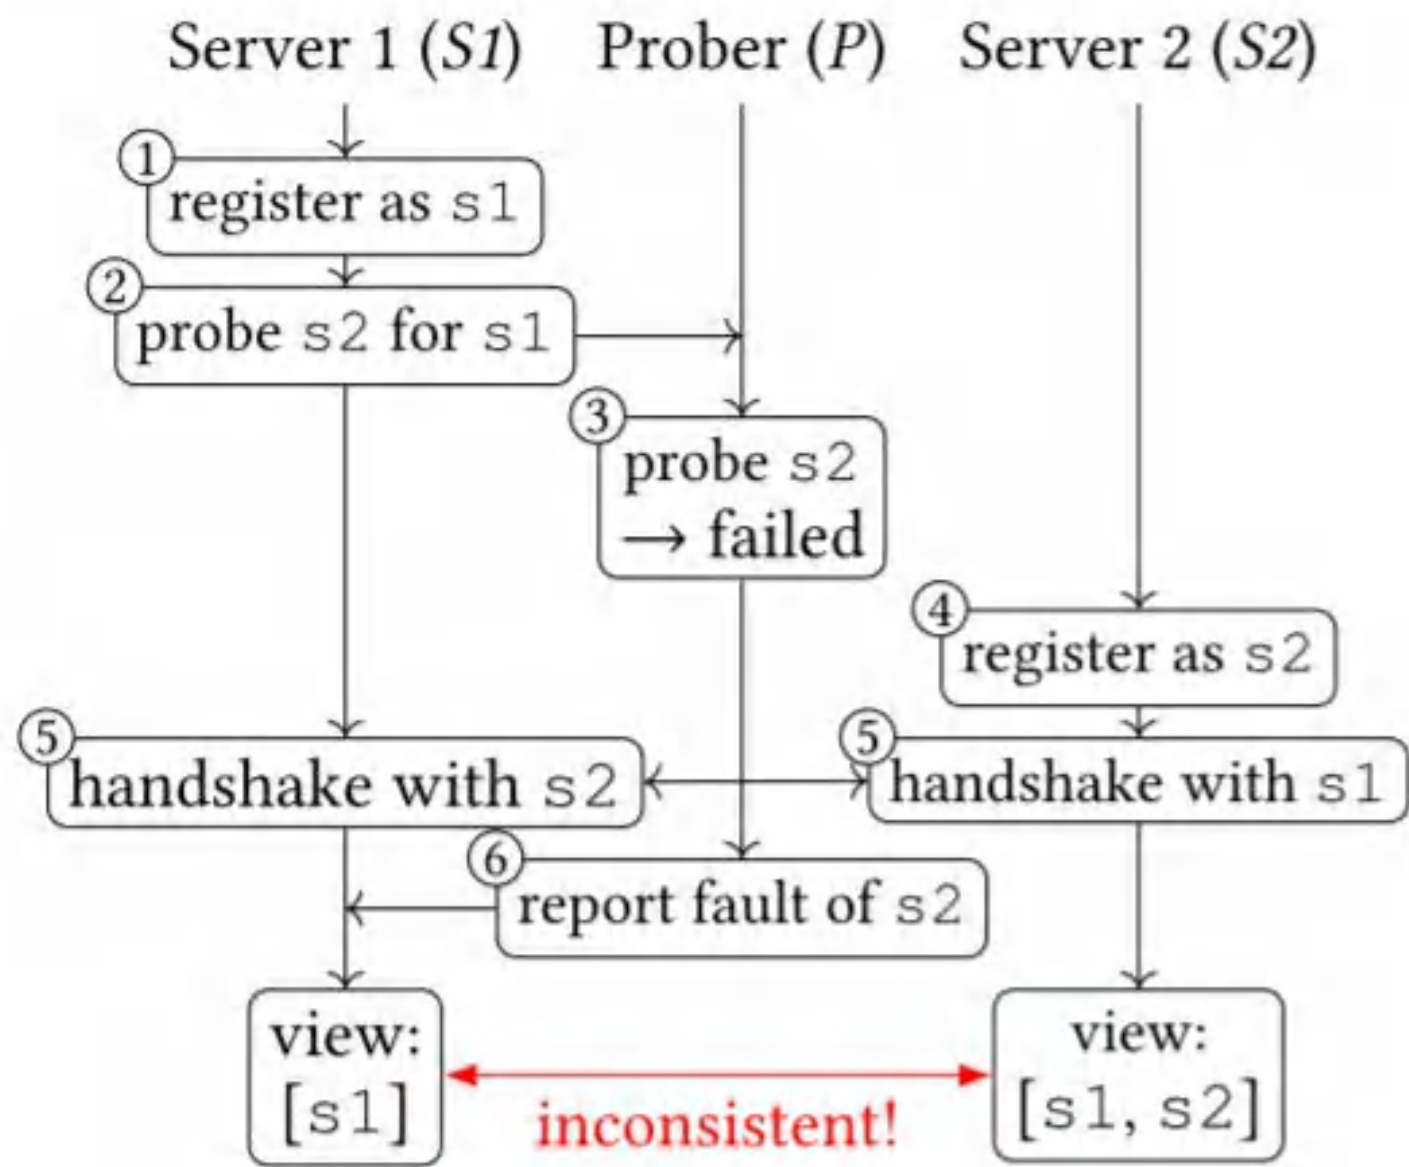 Server 1 (S1)
Prober (P)
Server 2 (S2)
1
register as s1
2
probe s2 for s1
3
probe s2
→ failed
4
register as s2
5
handshake with s2
5
handshake with s1
6
report fault of s2
view:
[s1]
inconsistent!
view:
[s1, s2]